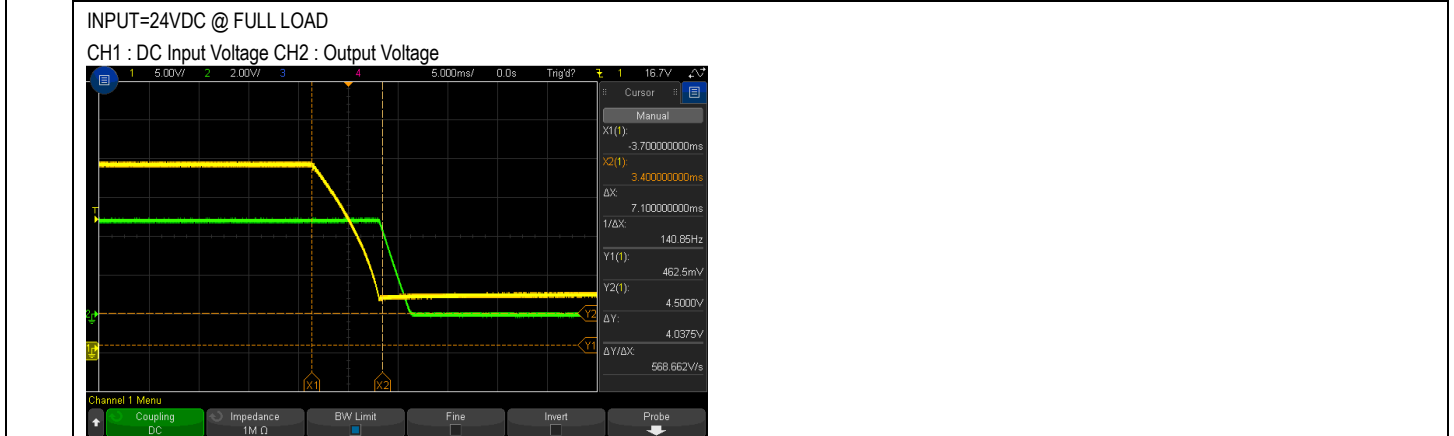 INPUT=24VDC @ FULL LOAD
CH1 : DC Input Voltage CH2 : Output Voltage
1 5.00V/ 2 2.00V/ 3 4 5.000ms/ 0.0s Trig'd? 1 16.7V
Cursor
Manual
X1(1):
-3.700000000ms
X2(1):
3.400000000ms
ΔX:
7.100000000ms
1/ΔX:
140.85Hz
Y1(1):
462.5mV
Y2(1):
4.5000V
ΔY:
4.0375V
ΔY/ΔX:
568.662V/s
T
2
Y2
1
Y1
X1 X2
Channel 1 Menu
Coupling Impedance BW Limit Fine Invert Probe
DC 1M Ω